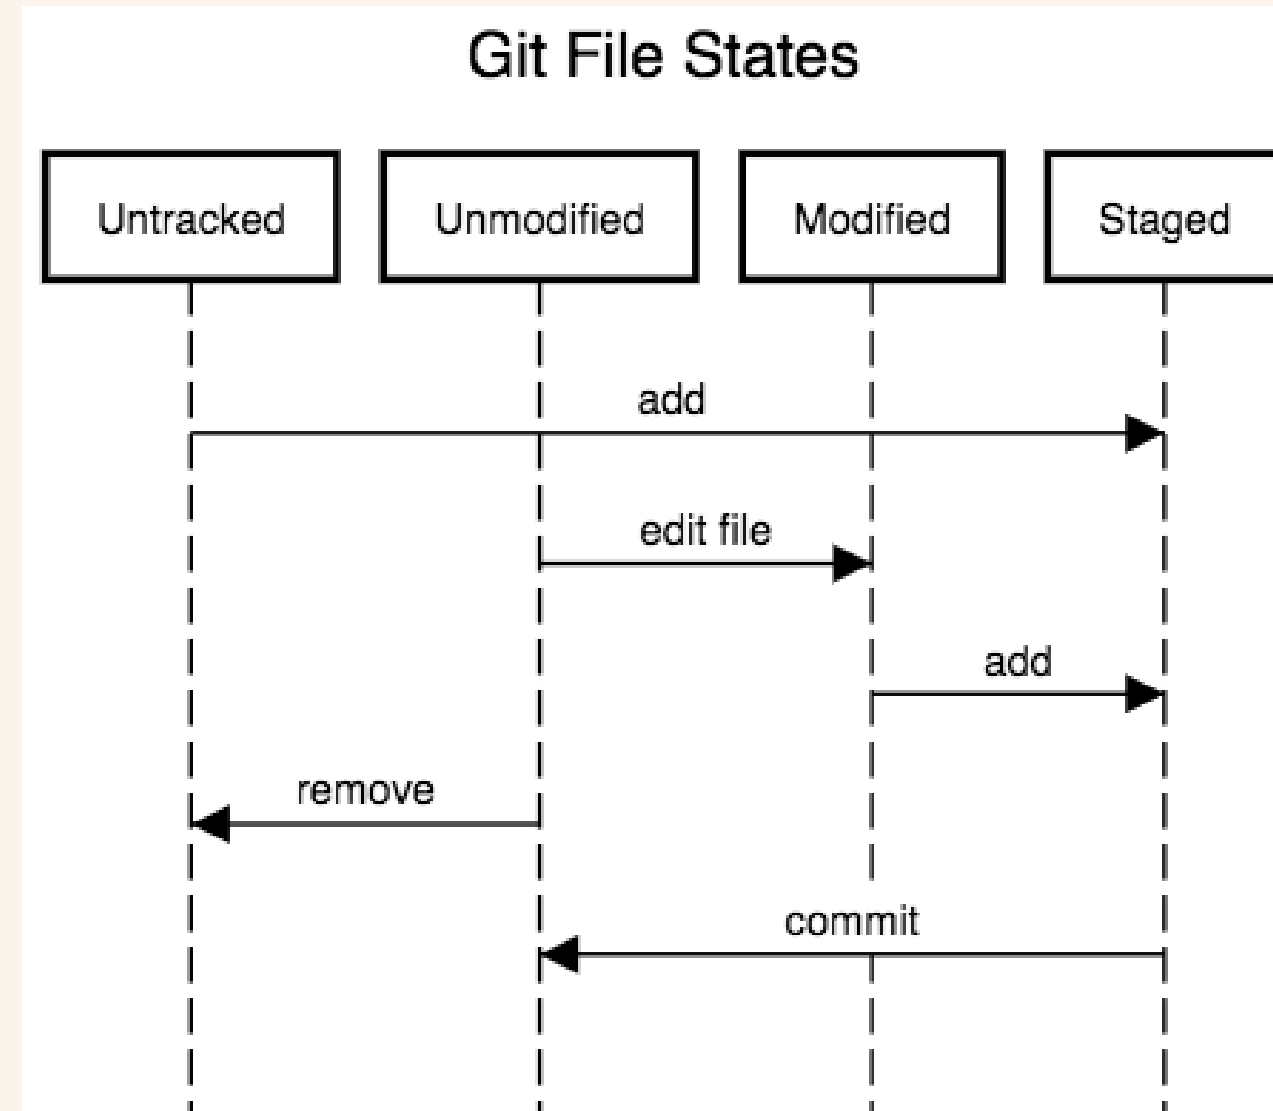 Git File States
Untracked Unmodified Modified Staged
add
edit file
add
remove
commit